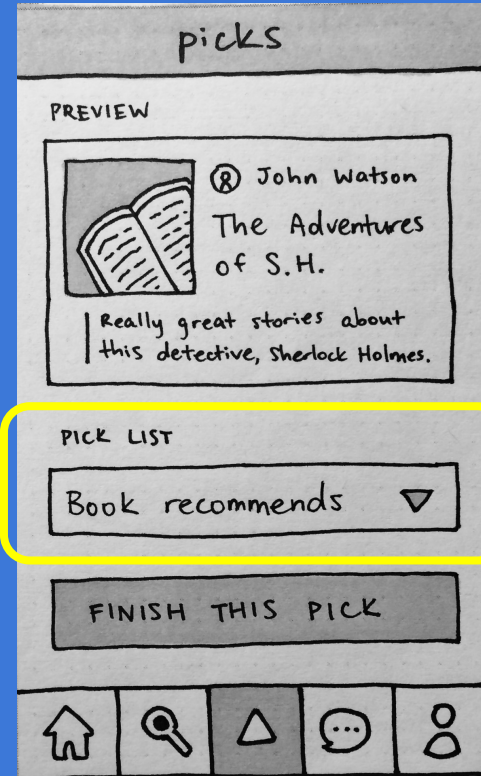 picks
PREVIEW
John Watson
The Adventures
of S.H.
Really great stories about
this detective, Sherlock Holmes.
PICK LIST
Book recommends
FINISH THIS PICK